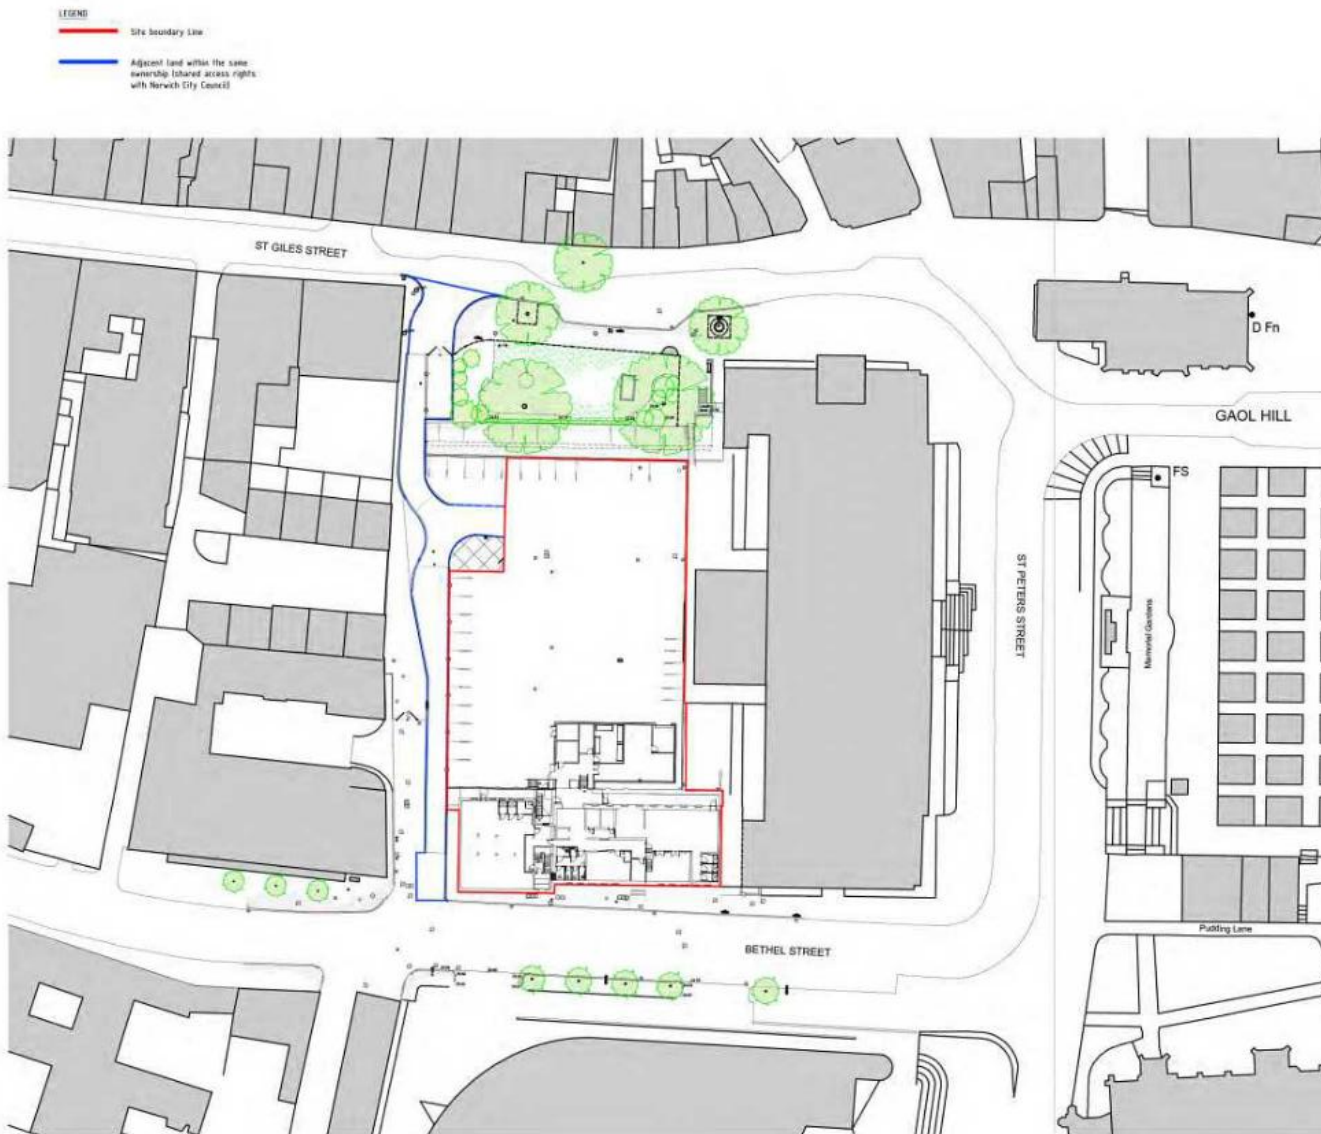 LEGEND
Site boundary Line
Adjacent land within the same
ownership (shared access rights
with Norwich City Council)
ST GILES STREET
D Fn
GAOL HILL
FS
ST PETERS STREET
Memorial Gardens
BETHEL STREET
Pudding Lane